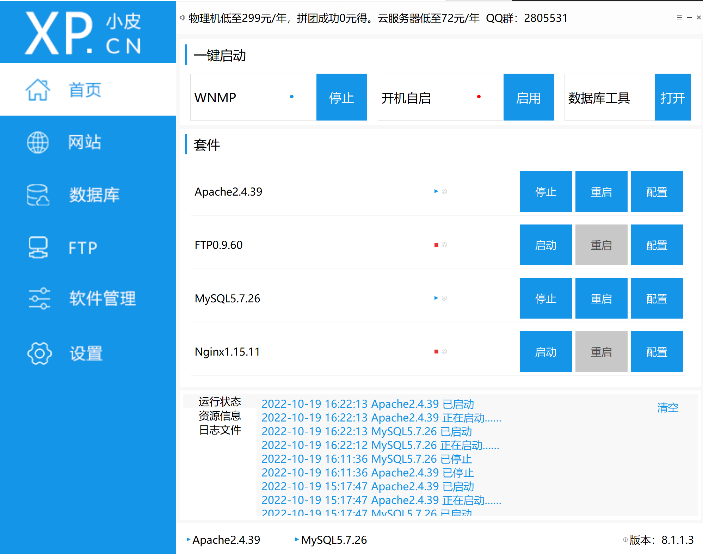 XP.CN 小皮
物理机低至299元/年，拼团成功0元得。云服务器低至72元/年 QQ群：2805531
首页
网站
数据库
FTP
软件管理
设置
一键启动
WNMP 停止 开机自启 启用 数据库工具 打开
套件
Apache2.4.39 停止 重启 配置
FTP0.9.60 启动 重启 配置
MySQL5.7.26 停止 重启 配置
Nginx1.15.11 启动 重启 配置
运行状态
资源信息
日志文件
2022-10-19 16:22:13 Apache2.4.39 已启动
2022-10-19 16:22:13 Apache2.4.39 正在启动......
2022-10-19 16:22:13 MySQL5.7.26 已启动
2022-10-19 16:22:12 MySQL5.7.26 正在启动......
2022-10-19 16:11:36 MySQL5.7.26 已停止
2022-10-19 16:11:36 Apache2.4.39 已停止
2022-10-19 15:17:47 Apache2.4.39 已启动
2022-10-19 15:17:47 Apache2.4.39 正在启动......
2022-10-19 15:17:47 MySQL5.7.26 已启动
清空
Apache2.4.39 MySQL5.7.26 版本：8.1.1.3